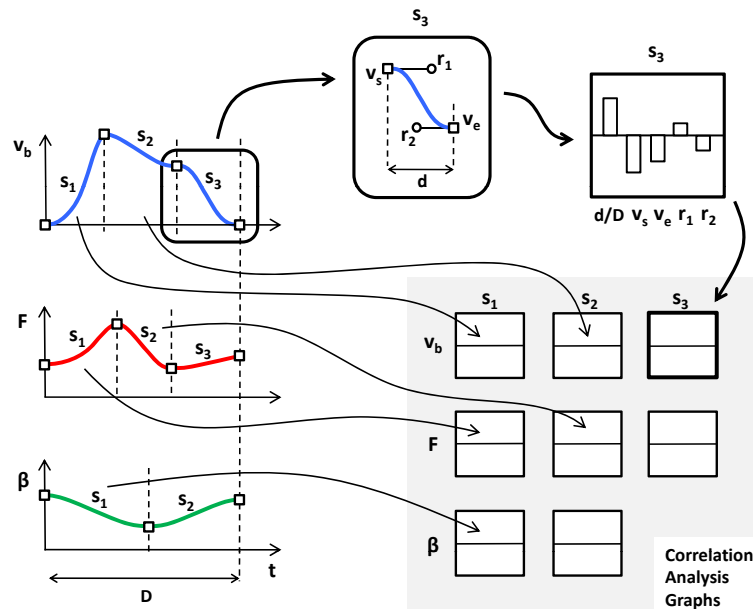 s3
vs
r1
r2
ve
d
s3
d/D vs ve r1 r2
vb
s1
s2
s3
F
s1
s2
s3
β
s1
s2
t
D
s1
s2
s3
vb
F
β
Correlation
Analysis
Graphs